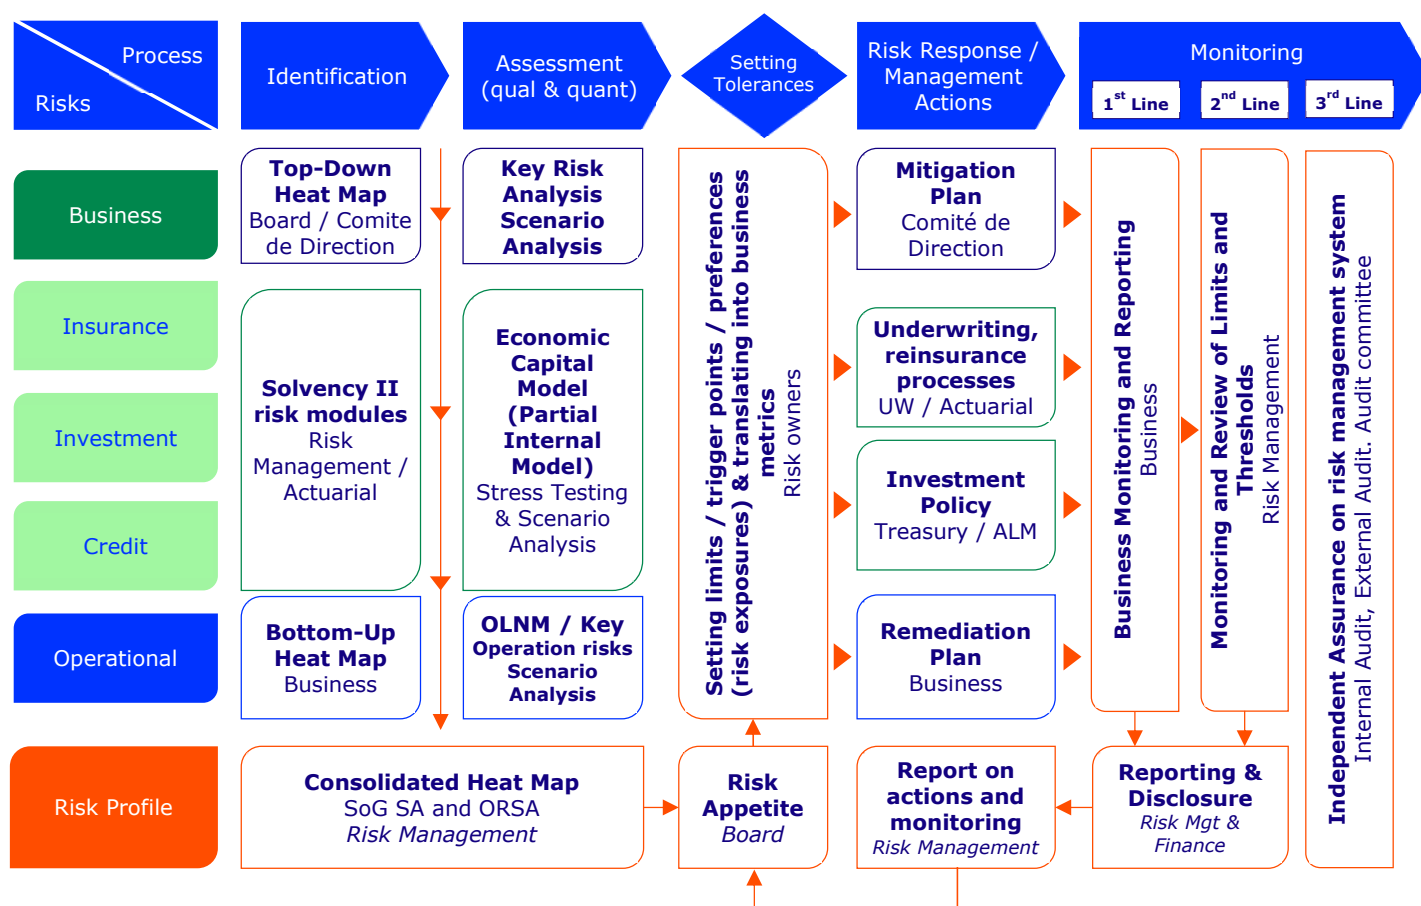 Process
Risks
Identification
Assessment
(qual & quant)
Setting
Tolerances
Risk Response /
Management
Actions
Monitoring
1st Line
2nd Line
3rd Line
Business
Top-Down
Heat Map
Board / Comite
de Direction
Key Risk
Analysis
Scenario
Analysis
Setting limits / trigger points / preferences
(risk exposures) & translating into business
metrics
Risk owners
Mitigation
Plan
Comité de
Direction
Business Monitoring and Reporting
Business
Monitoring and Review of Limits and
Thresholds
Risk Management
Independent Assurance on risk management system
Internal Audit, External Audit. Audit committee
Insurance
Investment
Credit
Solvency II
risk modules
Risk
Management /
Actuarial
Economic
Capital
Model
(Partial
Internal
Model)
Stress Testing
& Scenario
Analysis
Underwriting,
reinsurance
processes
UW / Actuarial
Investment
Policy
Treasury / ALM
Operational
Bottom-Up
Heat Map
Business
OLNM / Key
Operation risks
Scenario
Analysis
Remediation
Plan
Business
Risk Profile
Consolidated Heat Map
SoG SA and ORSA
Risk Management
Risk
Appetite
Board
Report on
actions and
monitoring
Risk Management
Reporting &
Disclosure
Risk Mgt &
Finance